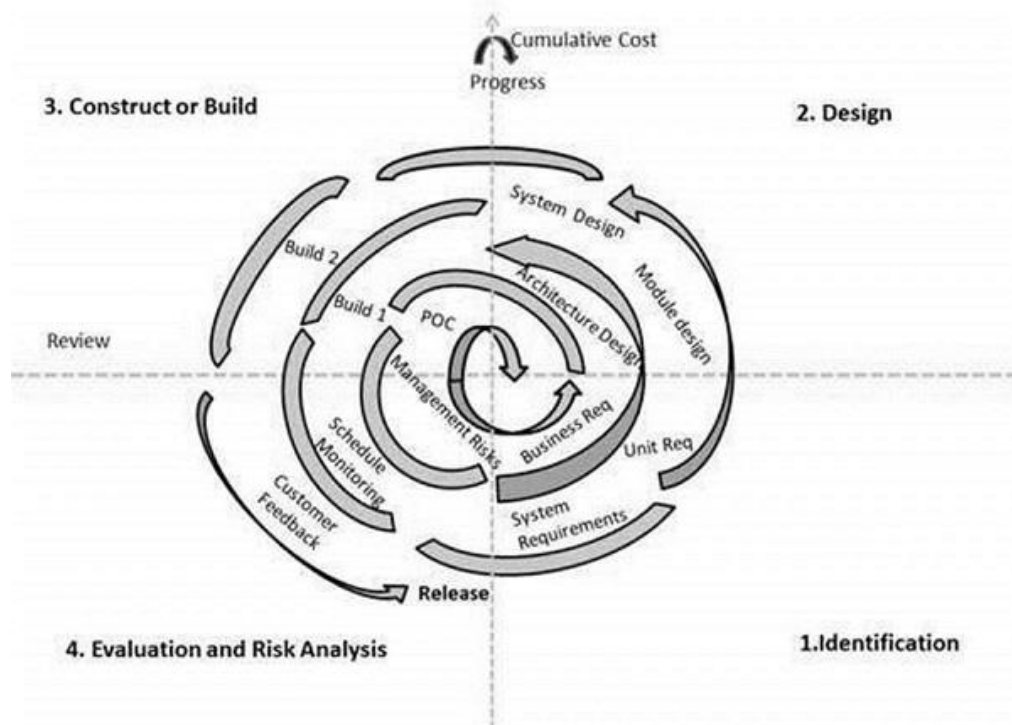 Cumulative Cost
Progress
3. Construct or Build
2. Design
System Design
Build 2
Module design
Architecture Design
Build 1
POC
Review
Management Risks
Business Req
Unit Req
Schedule
Monitoring
System
Requirements
Customer
Feedback
Release
4. Evaluation and Risk Analysis
1.Identification